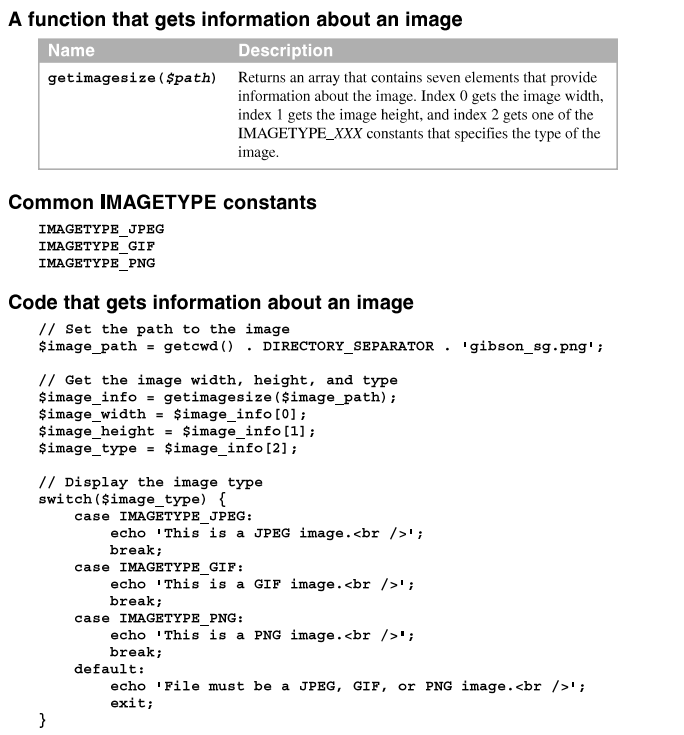 A function that gets information about an image
Name Description
getimagesize($path) Returns an array that contains seven elements that provide
information about the image. Index 0 gets the image width,
index 1 gets the image height, and index 2 gets one of the
IMAGETYPE_XXX constants that specifies the type of the
image.
Common IMAGETYPE constants
IMAGETYPE_JPEG
IMAGETYPE_GIF
IMAGETYPE_PNG
Code that gets information about an image
// Set the path to the image
$image_path = getcwd() . DIRECTORY_SEPARATOR . 'gibson_sg.png';
// Get the image width, height, and type
$image_info = getimagesize($image_path);
$image_width = $image_info[0];
$image_height = $image_info[1];
$image_type = $image_info[2];
// Display the image type
switch($image_type) {
case IMAGETYPE_JPEG:
echo 'This is a JPEG image.<br />';
break;
case IMAGETYPE_GIF:
echo 'This is a GIF image.<br />';
break;
case IMAGETYPE_PNG:
echo 'This is a PNG image.<br />';
break;
default:
echo 'File must be a JPEG, GIF, or PNG image.<br />';
exit;
}